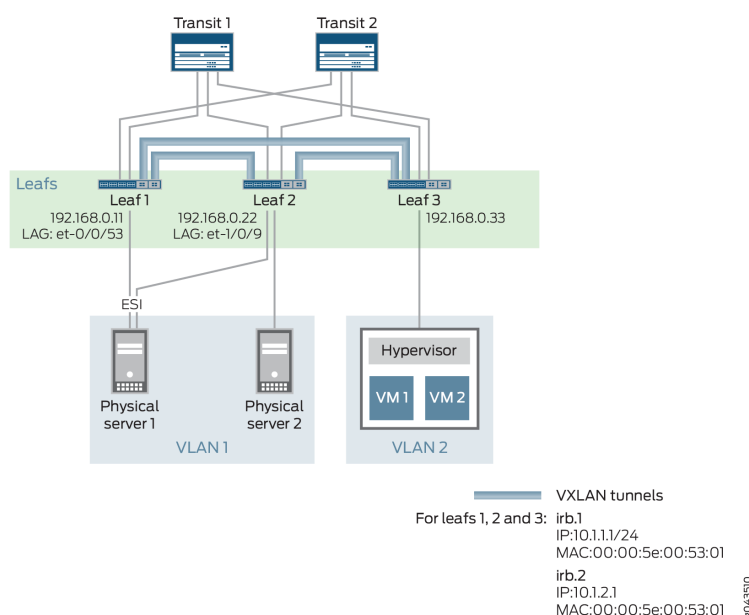 Transit 1
Transit 2
Leafs
Leaf 1
Leaf 2
Leaf 3
192.168.0.11
LAG: et-0/0/53
192.168.0.22
LAG: et-1/0/9
192.168.0.33
ESI
Physical
server 1
Physical
server 2
VLAN 1
Hypervisor
VM 1
VM 2
VLAN 2
VXLAN tunnels
For leafs 1, 2 and 3: irb.1
IP:10.1.1.1/24
MAC:00:00:5e:00:53:01
irb.2
IP:10.1.2.1
MAC:00:00:5e:00:53:01